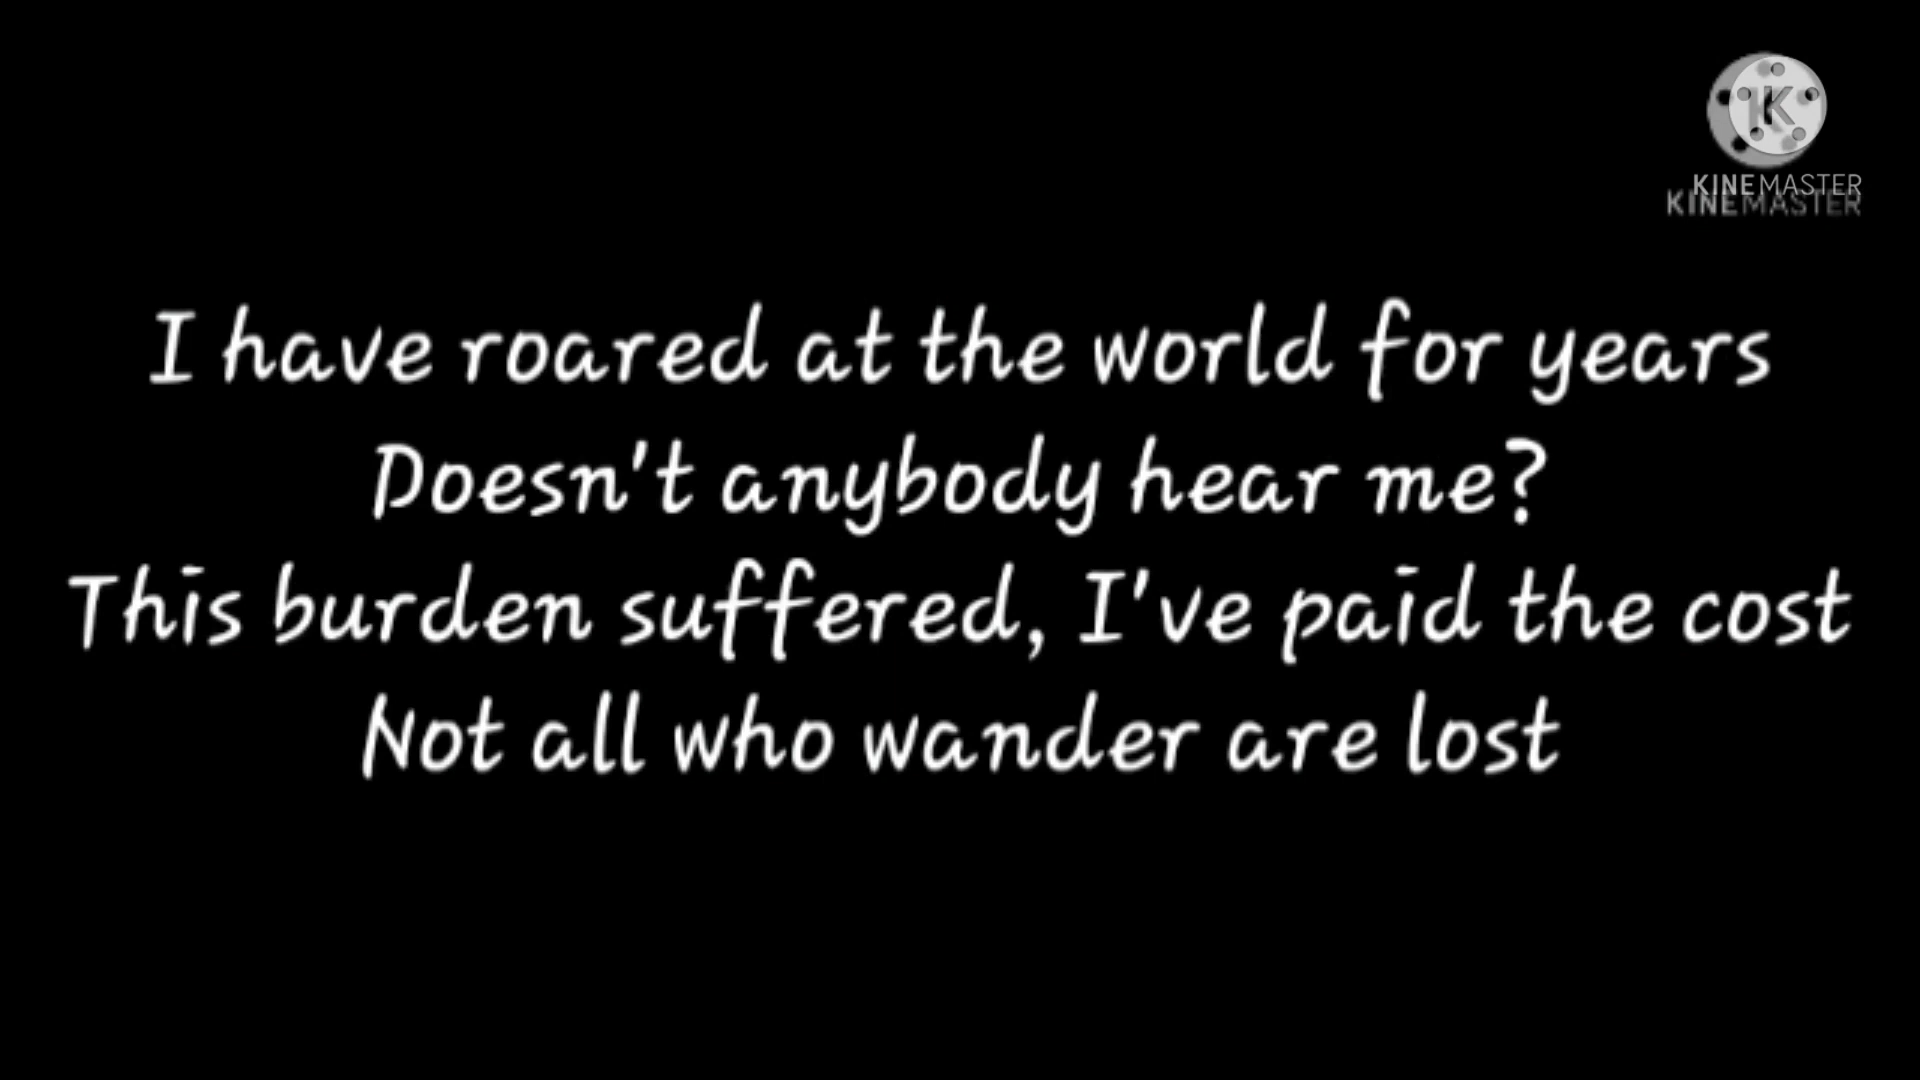 KINEMASTER
KINEMASTER
I have roared at the world for years
Doesn't anybody hear me?
This burden suffered, I've paid the cost
Not all who wander are lost